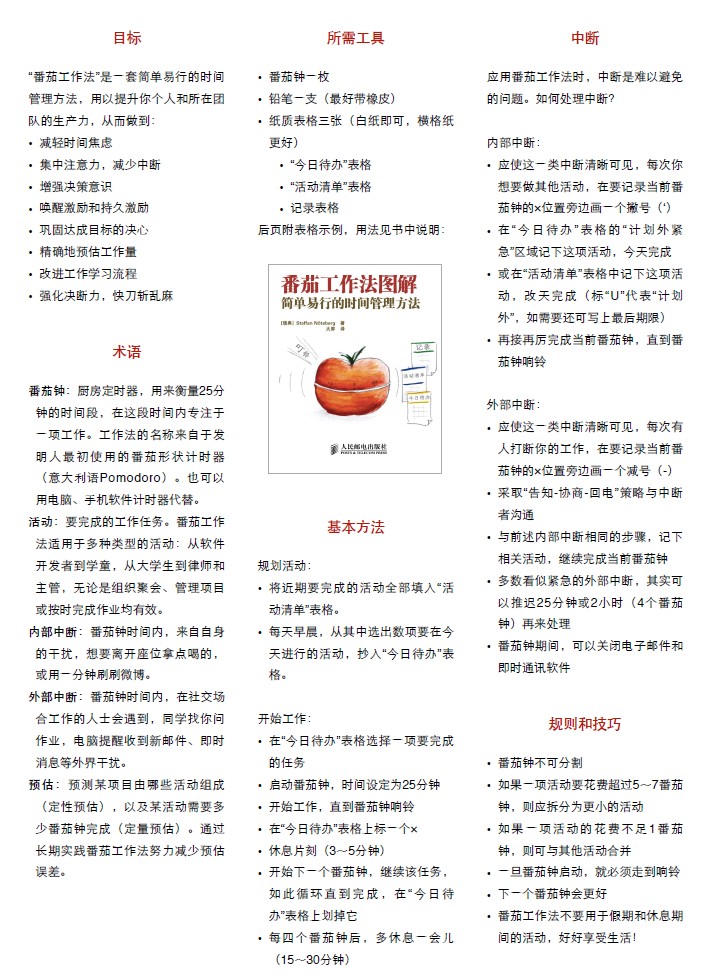 目标
“番茄工作法”是一套简单易行的时间
管理方法，用以提升你个人和所在团
队的生产力，从而做到：
• 减轻时间焦虑
• 集中注意力，减少中断
• 增强决策意识
• 唤醒激励和持久激励
• 巩固达成目标的决心
• 精确地预估工作量
• 改进工作学习流程
• 强化决断力，快刀斩乱麻
术语
番茄钟：厨房定时器，用来衡量25分
钟的时间段，在这段时间内专注于
一项工作。工作法的名称来自于发
明人最初使用的番茄形状计时器
（意大利语Pomodoro）。也可以
用电脑、手机软件计时器代替。
活动：要完成的工作任务。番茄工作
法适用于多种类型的活动：从软件
开发者到学童，从大学生到律师和
主管，无论是组织聚会、管理项目
或按时完成作业均有效。
内部中断：番茄钟时间内，来自自身
的干扰，想要离开座位拿点喝的，
或用一分钟刷刷微博。
外部中断：番茄钟时间内，在社交场
合工作的人士会遇到，同学找你问
作业，电脑提醒收到新邮件、即时
消息等外界干扰。
预估：预测某项目由哪些活动组成
（定性预估），以及某活动需要多
少番茄钟完成（定量预估）。通过
长期实践番茄工作法努力减少预估
误差。
所需工具
• 番茄钟一枚
• 铅笔一支（最好带橡皮）
• 纸质表格三张（白纸即可，横格纸
更好）
• “今日待办”表格
• “活动清单”表格
• 记录表格
后页附表格示例，用法见书中说明：
番茄工作法图解
简单易行的时间管理方法
［瑞典］Staffan Nöteberg 著
大胖 译
叮铃
记录
活动清单
今日待办
人民邮电出版社
POSTS & TELECOM PRESS
基本方法
规划活动：
• 将近期要完成的活动全部填入“活
动清单”表格。
• 每天早晨，从其中选出数项要在今
天进行的活动，抄入“今日待办”表
格。
开始工作：
• 在“今日待办”表格选择一项要完成
的任务
• 启动番茄钟，时间设定为25分钟
• 开始工作，直到番茄钟响铃
• 在“今日待办”表格上标一个×
• 休息片刻（3～5分钟）
• 开始下一个番茄钟，继续该任务，
如此循环直到完成，在“今日待
办”表格上划掉它
• 每四个番茄钟后，多休息一会儿
（15～30分钟）
中断
应用番茄工作法时，中断是难以避免
的问题。如何处理中断？
内部中断：
• 应使这一类中断清晰可见，每次你
想要做其他活动，在要记录当前番
茄钟的×位置旁边画一个撇号（‘）
• 在“今日待办”表格的“计划外紧
急”区域记下这项活动，今天完成
• 或在“活动清单”表格中记下这项活
动，改天完成（标“U”代表“计划
外”，如需要还可写上最后期限）
• 再接再厉完成当前番茄钟，直到番
茄钟响铃
外部中断：
• 应使这一类中断清晰可见，每次有
人打断你的工作，在要记录当前番
茄钟的×位置旁边画一个减号（-）
• 采取“告知-协商-回电”策略与中断
者沟通
• 与前述内部中断相同的步骤，记下
相关活动，继续完成当前番茄钟
• 多数看似紧急的外部中断，其实可
以推迟25分钟或2小时（4个番茄
钟）再来处理
• 番茄钟期间，可以关闭电子邮件和
即时通讯软件
规则和技巧
• 番茄钟不可分割
• 如果一项活动要花费超过5～7番茄
钟，则应拆分为更小的活动
• 如果一项活动的花费不足1番茄
钟，则可与其他活动合并
• 一旦番茄钟启动，就必须走到响铃
• 下一个番茄钟会更好
• 番茄工作法不要用于假期和休息期
间的活动，好好享受生活！